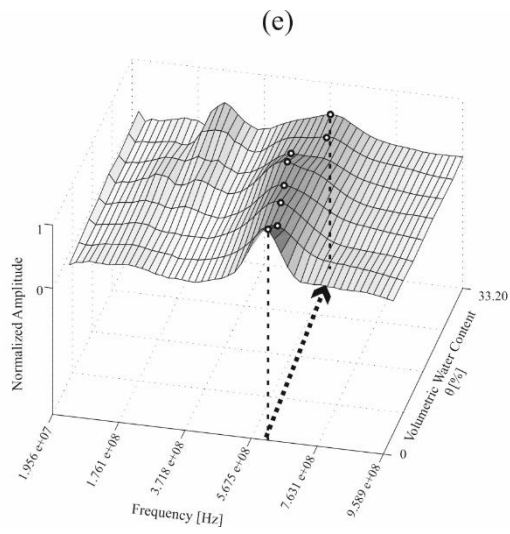 (e)
1
0
Normalized Amplitude
33.20
Volumetric Water Content
θ [%]
0
1.956 e+07
1.761 e+08
3.718 e+08
5.675 e+08
7.631 e+08
9.589 e+08
Frequency [Hz]